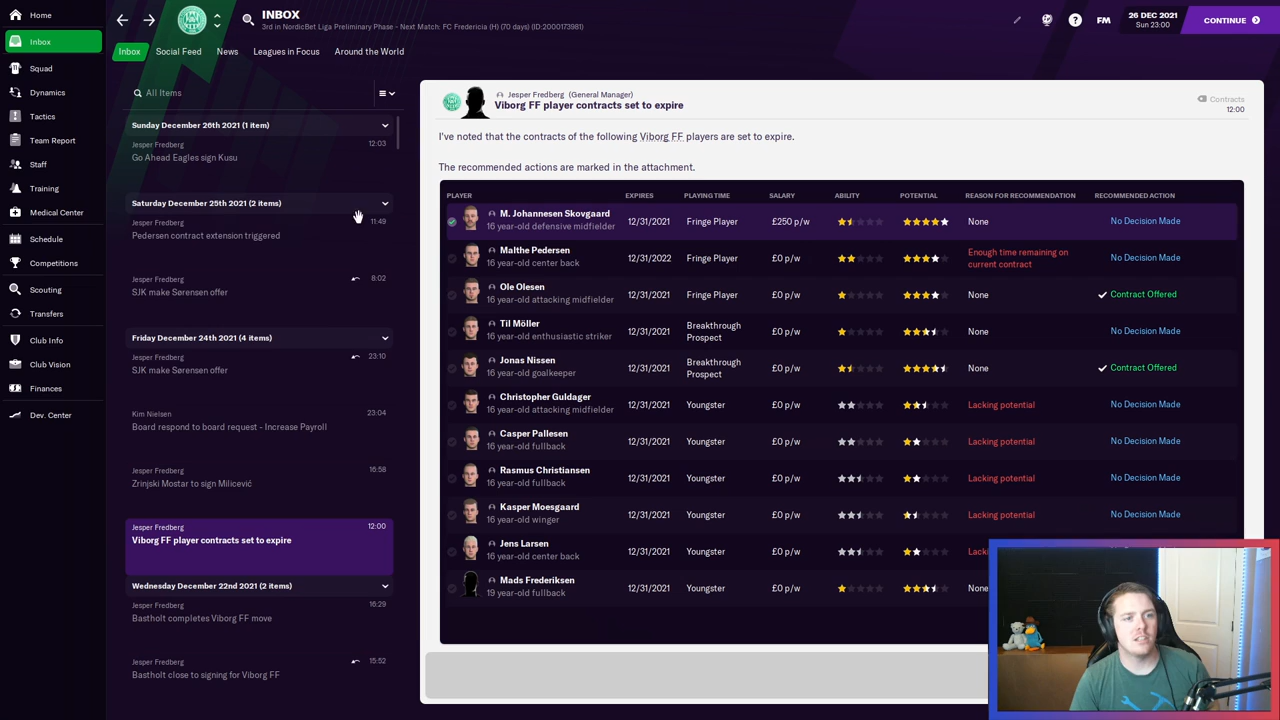 Home
Inbox
Squad
Dynamics
Tactics
Team Report
Staff
Training
Medical Center
Schedule
Competitions
Scouting
Transfers
Club Info
Club Vision
Finances
Dev. Center
INBOX
3rd in NordicBet Liga Preliminary Phase - Next Match: FC Fredericia (H) (70 days) (ID:2000173981)
FM
26 DEC 2021
Sun 23:00
CONTINUE
Inbox Social Feed News Leagues in Focus Around the World
All Items
Sunday December 26th 2021 (1 item)
Jesper Fredberg 12:03
Go Ahead Eagles sign Kusu
Saturday December 25th 2021 (2 items)
Jesper Fredberg 11:49
Pedersen contract extension triggered
Jesper Fredberg 8:02
SJK make Sørensen offer
Friday December 24th 2021 (4 items)
Jesper Fredberg 23:10
SJK make Sørensen offer
Kim Nielsen 23:04
Board respond to board request - Increase Payroll
Jesper Fredberg 16:58
Zrinjski Mostar to sign Milicević
Jesper Fredberg 12:00
Viborg FF player contracts set to expire
Wednesday December 22nd 2021 (2 items)
Jesper Fredberg 16:29
Bastholt completes Viborg FF move
Jesper Fredberg 15:52
Bastholt close to signing for Viborg FF
Jesper Fredberg (General Manager)
Viborg FF player contracts set to expire
Contracts
12:00
I've noted that the contracts of the following Viborg FF players are set to expire.
The recommended actions are marked in the attachment.
PLAYER EXPIRES PLAYING TIME SALARY ABILITY POTENTIAL REASON FOR RECOMMENDATION RECOMMENDED ACTION
M. Johannesen Skovgaard
16 year-old defensive midfielder
12/31/2021 Fringe Player £250 p/w None No Decision Made
Malthe Pedersen
16 year-old center back
12/31/2022 Fringe Player £0 p/w Enough time remaining on
current contract
No Decision Made
Ole Olesen
16 year-old attacking midfielder
12/31/2021 Fringe Player £0 p/w None Contract Offered
Til Möller
16 year-old enthusiastic striker
12/31/2021 Breakthrough
Prospect
£0 p/w None No Decision Made
Jonas Nissen
16 year-old goalkeeper
12/31/2021 Breakthrough
Prospect
£0 p/w None Contract Offered
Christopher Guldager
16 year-old attacking midfielder
12/31/2021 Youngster £0 p/w Lacking potential No Decision Made
Casper Pallesen
16 year-old fullback
12/31/2021 Youngster £0 p/w Lacking potential No Decision Made
Rasmus Christiansen
16 year-old fullback
12/31/2021 Youngster £0 p/w Lacking potential No Decision Made
Kasper Moesgaard
16 year-old winger
12/31/2021 Youngster £0 p/w Lacking potential No Decision Made
Jens Larsen
16 year-old center back
12/31/2021 Youngster £0 p/w
Mads Frederiksen
19 year-old fullback
12/31/2021 Youngster £0 p/w None